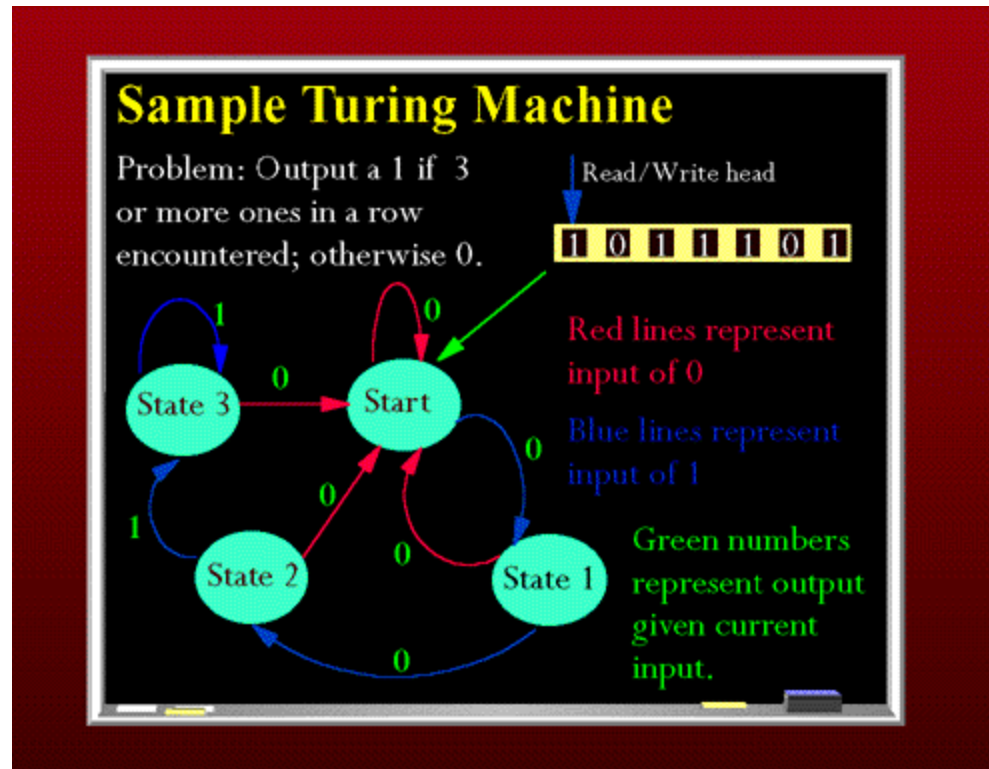 Sample Turing Machine
Problem: Output a 1 if 3
or more ones in a row
encountered; otherwise 0.
Read/Write head
1 0 1 1 1 0 1
Red lines represent
input of 0
Blue lines represent
input of 1
Green numbers
represent output
given current
input.
1
0
State 3
0
Start
0
1
0
State 2
0
State 1
0